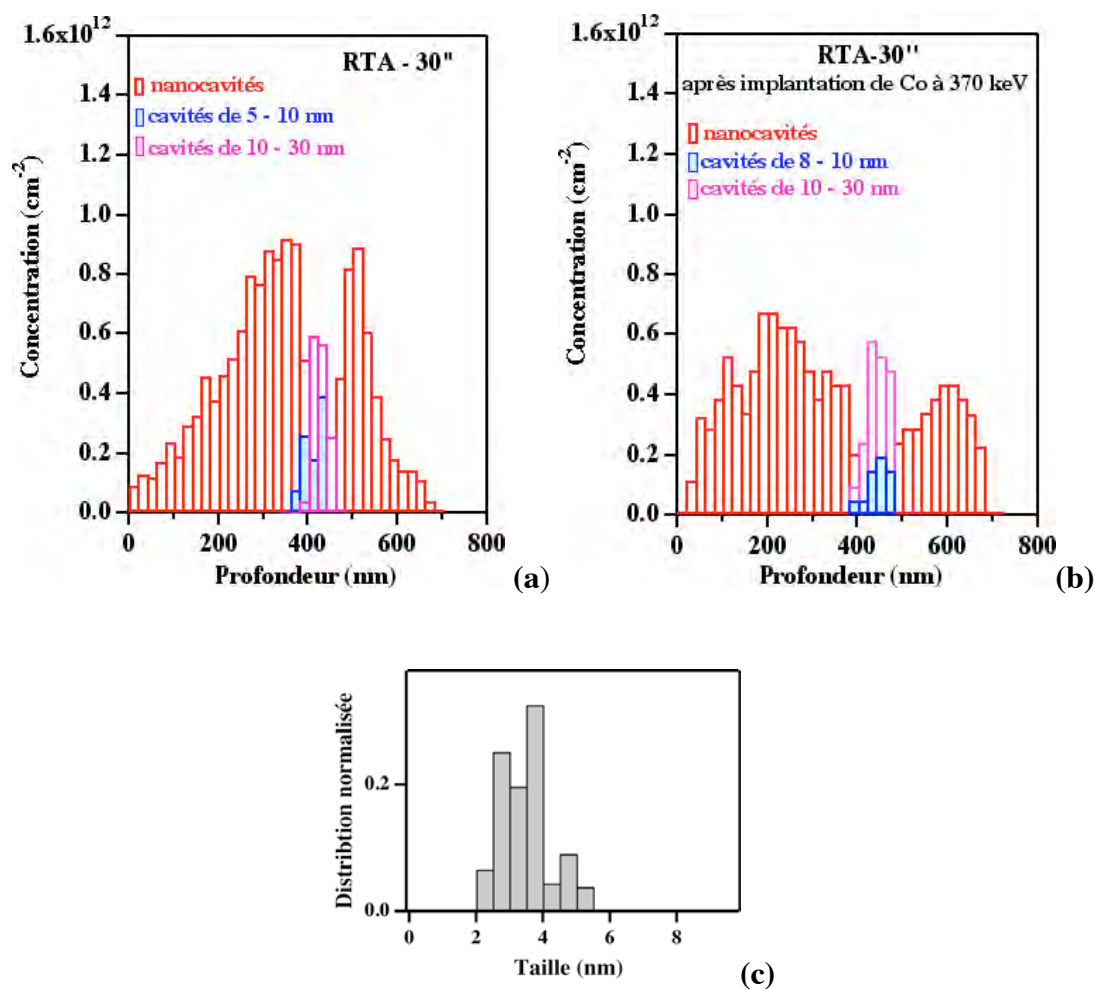 1.6x10^12
RTA - 30"
nanocavités
cavités de 5 - 10 nm
cavités de 10 - 30 nm
1.4
1.2
1.0
0.8
0.6
0.4
0.2
0.0
Concentration (cm^-2)
0 200 400 600 800
Profondeur (nm)
(a)
1.6x10^12
RTA-30''
après implantation de Co à 370 keV
nanocavités
cavités de 8 - 10 nm
cavités de 10 - 30 nm
1.4
1.2
1.0
0.8
0.6
0.4
0.2
0.0
Concentration (cm^-2)
0 200 400 600 800
Profondeur (nm)
(b)
Distribtion normalisée
0.2
0.0
0 2 4 6 8
Taille (nm)
(c)